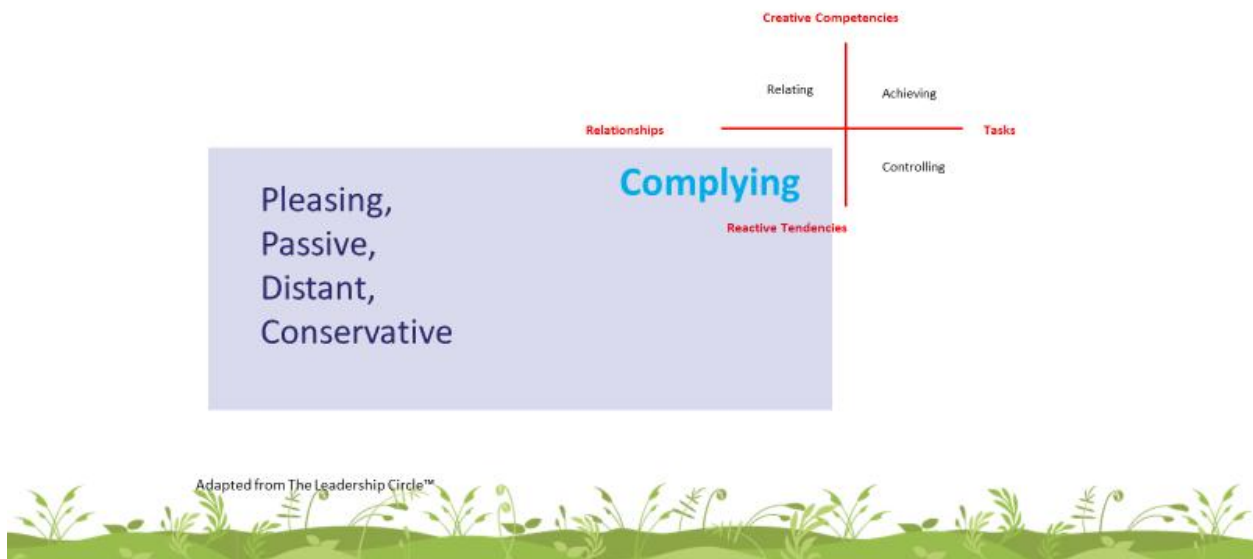 Creative Competencies
Relating
Achieving
Relationships
Tasks
Complying
Controlling
Pleasing,
Passive,
Distant,
Conservative
Reactive Tendencies
Adapted from The Leadership Circle™